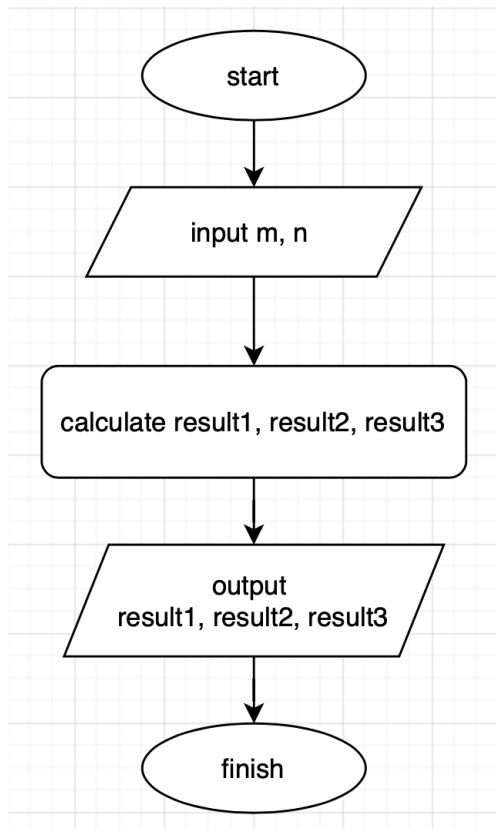 start
input m, n
calculate result1, result2, result3
output
result1, result2, result3
finish